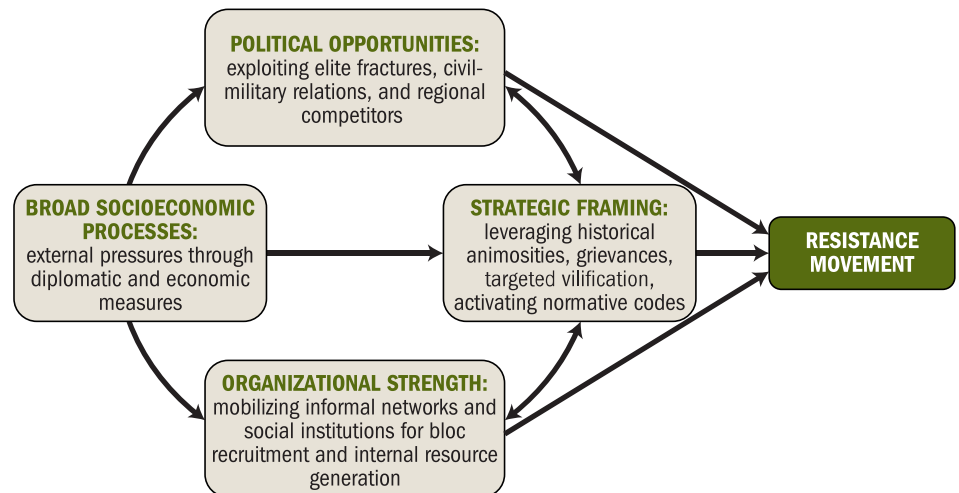 POLITICAL OPPORTUNITIES:
exploiting elite fractures, civil-
military relations, and regional
competitors
BROAD SOCIOECONOMIC
PROCESSES:
external pressures through
diplomatic and economic
measures
STRATEGIC FRAMING:
leveraging historical
animosities, grievances,
targeted vilification,
activating normative codes
RESISTANCE
MOVEMENT
ORGANIZATIONAL STRENGTH:
mobilizing informal networks and
social institutions for bloc
recruitment and internal resource
generation